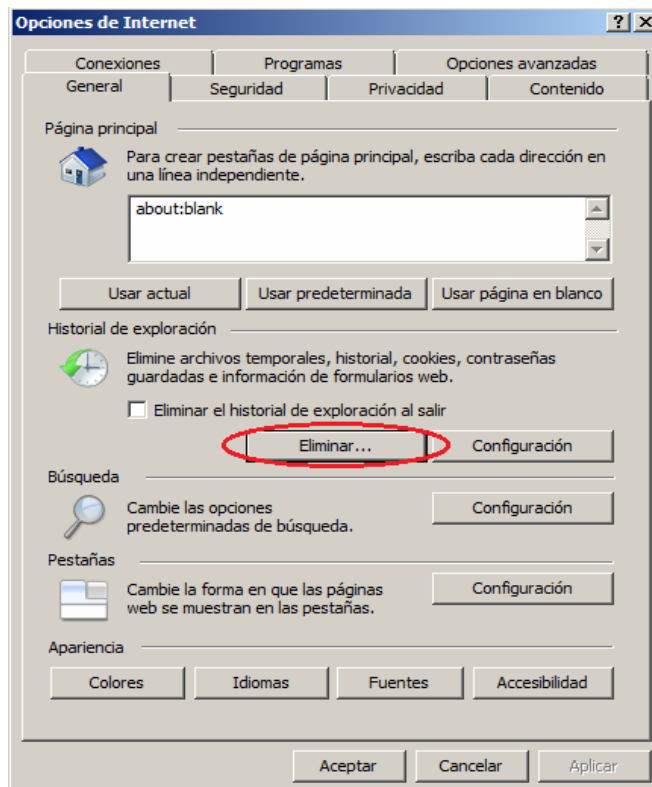 Opciones de Internet
Conexiones Programas Opciones avanzadas
General Seguridad Privacidad Contenido
Página principal
Para crear pestañas de página principal, escriba cada dirección en
una línea independiente.
about:blank
Usar actual Usar predeterminada Usar página en blanco
Historial de exploración
Elimine archivos temporales, historial, cookies, contraseñas
guardadas e información de formularios web.
Eliminar el historial de exploración al salir
Eliminar... Configuración
Búsqueda
Cambie las opciones
predeterminadas de búsqueda.
Configuración
Pestañas
Cambie la forma en que las páginas
web se muestran en las pestañas.
Configuración
Apariencia
Colores Idiomas Fuentes Accesibilidad
Aceptar Cancelar Aplicar